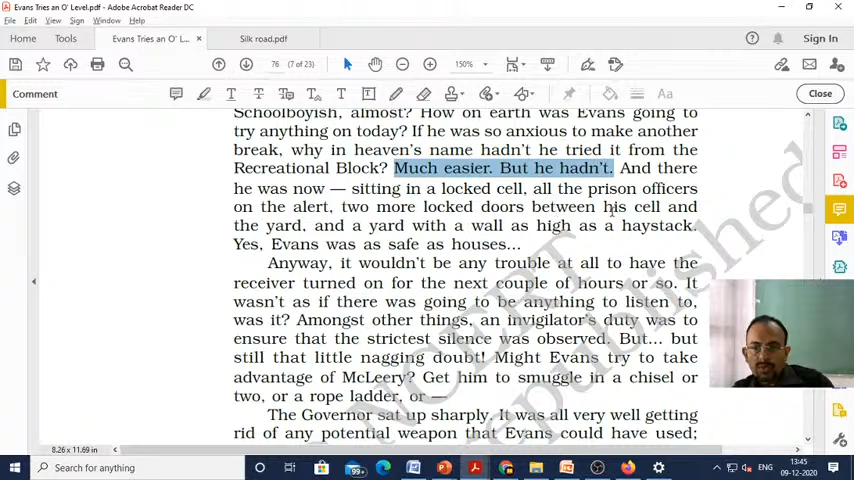 Evans Tries an O' Level.pdf - Adobe Acrobat Reader DC
File Edit View Sign Window Help
Home Tools Evans Tries an O' L... × Silk road.pdf Sign In
76 (7 of 23) 150%
Comment Close
Schoolboyish, almost? How on earth was Evans going to
try anything on today? If he was so anxious to make another
break, why in heaven's name hadn't he tried it from the
Recreational Block? Much easier. But he hadn't. And there
he was now — sitting in a locked cell, all the prison officers
on the alert, two more locked doors between his cell and
the yard, and a yard with a wall as high as a haystack.
Yes, Evans was as safe as houses...
Anyway, it wouldn't be any trouble at all to have the
receiver turned on for the next couple of hours or so. It
wasn't as if there was going to be anything to listen to,
was it? Amongst other things, an invigilator's duty was to
ensure that the strictest silence was observed. But... but
still that little nagging doubt! Might Evans try to take
advantage of McLeery? Get him to smuggle in a chisel or
two, or a rope ladder, or —
The Governor sat up sharply. It was all very well getting
rid of any potential weapon that Evans could have used;
NCERT
republished
8.26 x 11.69 in
Search for anything
99+
ENG
13:45
09-12-2020